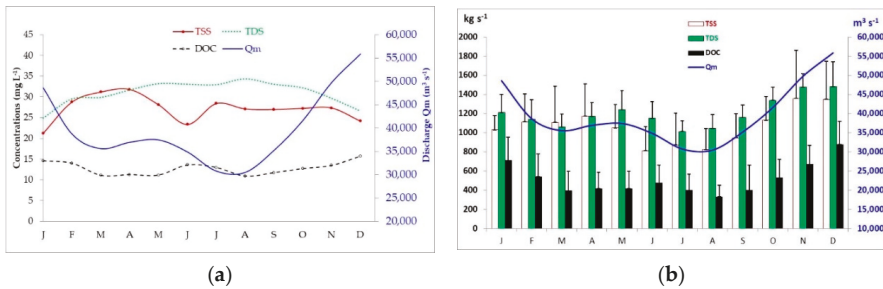 TSS TDS
DOC Qm
45
40
35
30
25
20
15
10
5
0
Concentrations (mg L-1)
60,000
55,000
50,000
45,000
40,000
35,000
30,000
25,000
20,000
Discharge Qm (m3 s-1)
J F M A M J J A S O N D
(a)
kg s-1
m3 s-1
TSS
TDS
DOC
Qm
2000
1800
1600
1400
1200
1000
800
600
400
200
0
60,000
55,000
50,000
45,000
40,000
35,000
30,000
25,000
20,000
15,000
10,000
J F M A M J J A S O N D
(b)